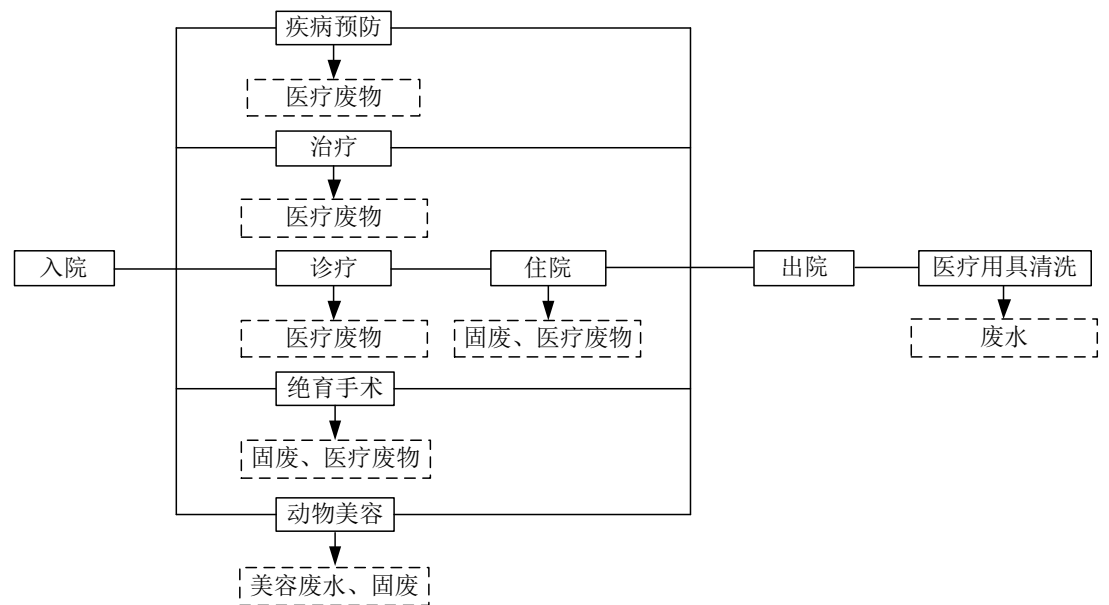 疾病预防
医疗废物
治疗
医疗废物
入院
诊疗
住院
出院
医疗用具清洗
医疗废物
固废、医疗废物
废水
绝育手术
固废、医疗废物
动物美容
美容废水、固废